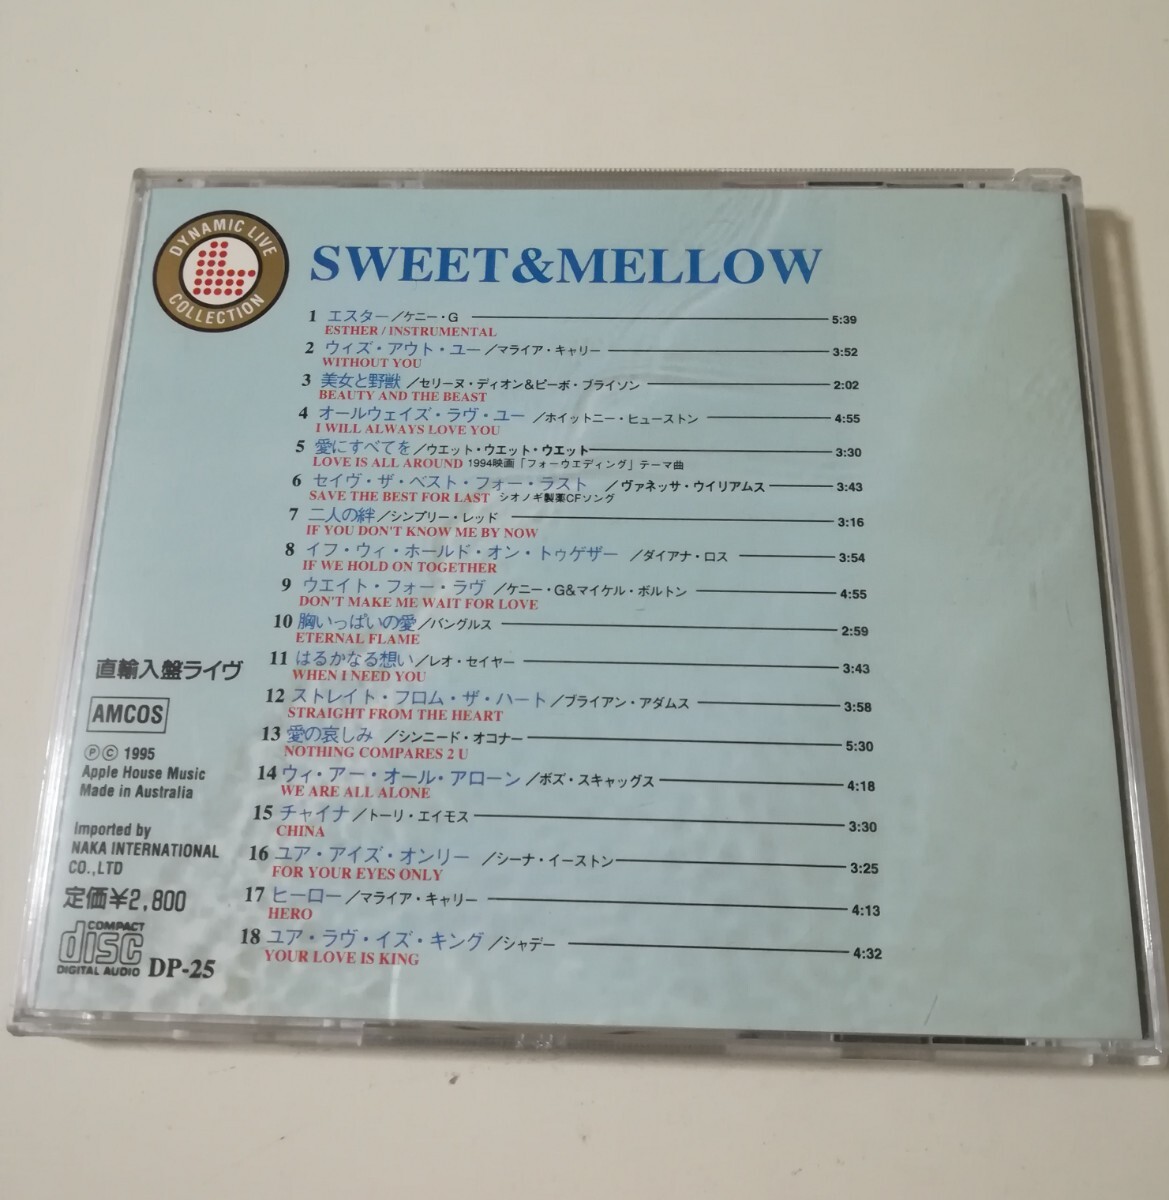 DYNAMIC LIVE
COLLECTION
SWEET&MELLOW
1 エスター/ケニー・G 5:39
ESTHER / INSTRUMENTAL
2 ウィズ・アウト・ユー/マライア・キャリー 3:52
WITHOUT YOU
3 美女と野獣/セリーヌ・ディオン&ピーボ・ブライソン 2:02
BEAUTY AND THE BEAST
4 オールウェイズ・ラヴ・ユー/ホイットニー・ヒューストン 4:55
I WILL ALWAYS LOVE YOU
5 愛にすべてを/ウエット・ウエット・ウエット 3:30
LOVE IS ALL AROUND 1994映画「フォーウエディング」テーマ曲
6 セイヴ・ザ・ベスト・フォー・ラスト/ヴァネッサ・ウイリアムス 3:43
SAVE THE BEST FOR LAST シオノギ製薬CFソング
7 二人の絆/シンプリー・レッド 3:16
IF YOU DON'T KNOW ME BY NOW
8 イフ・ウィ・ホールド・オン・トゥゲザー/ダイアナ・ロス 3:54
IF WE HOLD ON TOGETHER
9 ウエイト・フォー・ラヴ/ケニー・G&マイケル・ボルトン 4:55
DON'T MAKE ME WAIT FOR LOVE
10 胸いっぱいの愛/バングルス 2:59
ETERNAL FLAME
11 はるかなる想い/レオ・セイヤー 3:43
WHEN I NEED YOU
12 ストレイト・フロム・ザ・ハート/ブライアン・アダムス 3:58
STRAIGHT FROM THE HEART
13 愛の哀しみ/シンニード・オコナー 5:30
NOTHING COMPARES 2 U
14 ウィ・アー・オール・アローン/ボズ・スキャッグス 4:18
WE ARE ALL ALONE
15 チャイナ/トーリ・エイモス 3:30
CHINA
16 ユア・アイズ・オンリー/シーナ・イーストン 3:25
FOR YOUR EYES ONLY
17 ヒーロー/マライア・キャリー 4:13
HERO
18 ユア・ラヴ・イズ・キング/シャデー 4:32
YOUR LOVE IS KING
直輸入盤ライヴ
AMCOS
Ⓟ Ⓒ 1995
Apple House Music
Made in Australia
Imported by
NAKA INTERNATIONAL
CO.,LTD
定価¥2,800
COMPACT
disc
DIGITAL AUDIO
DP-25